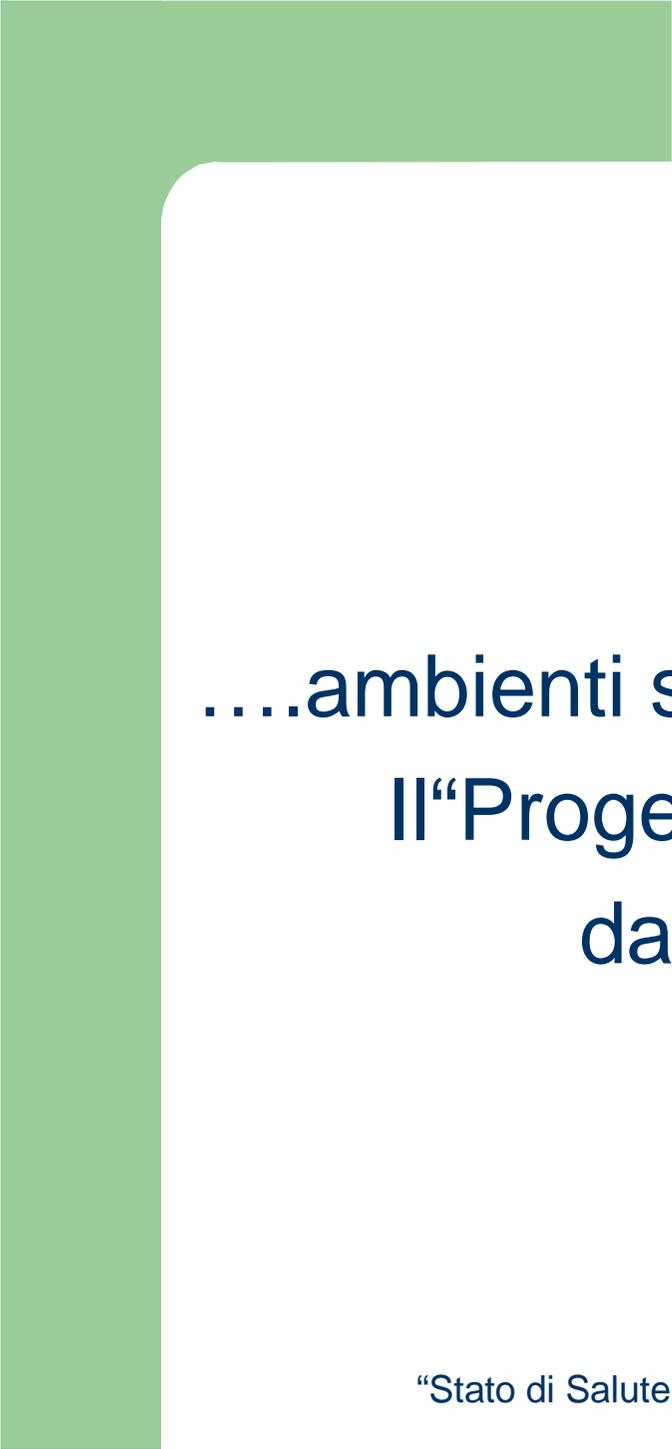 ….ambienti s
Il“Proge
da
“Stato di Salute